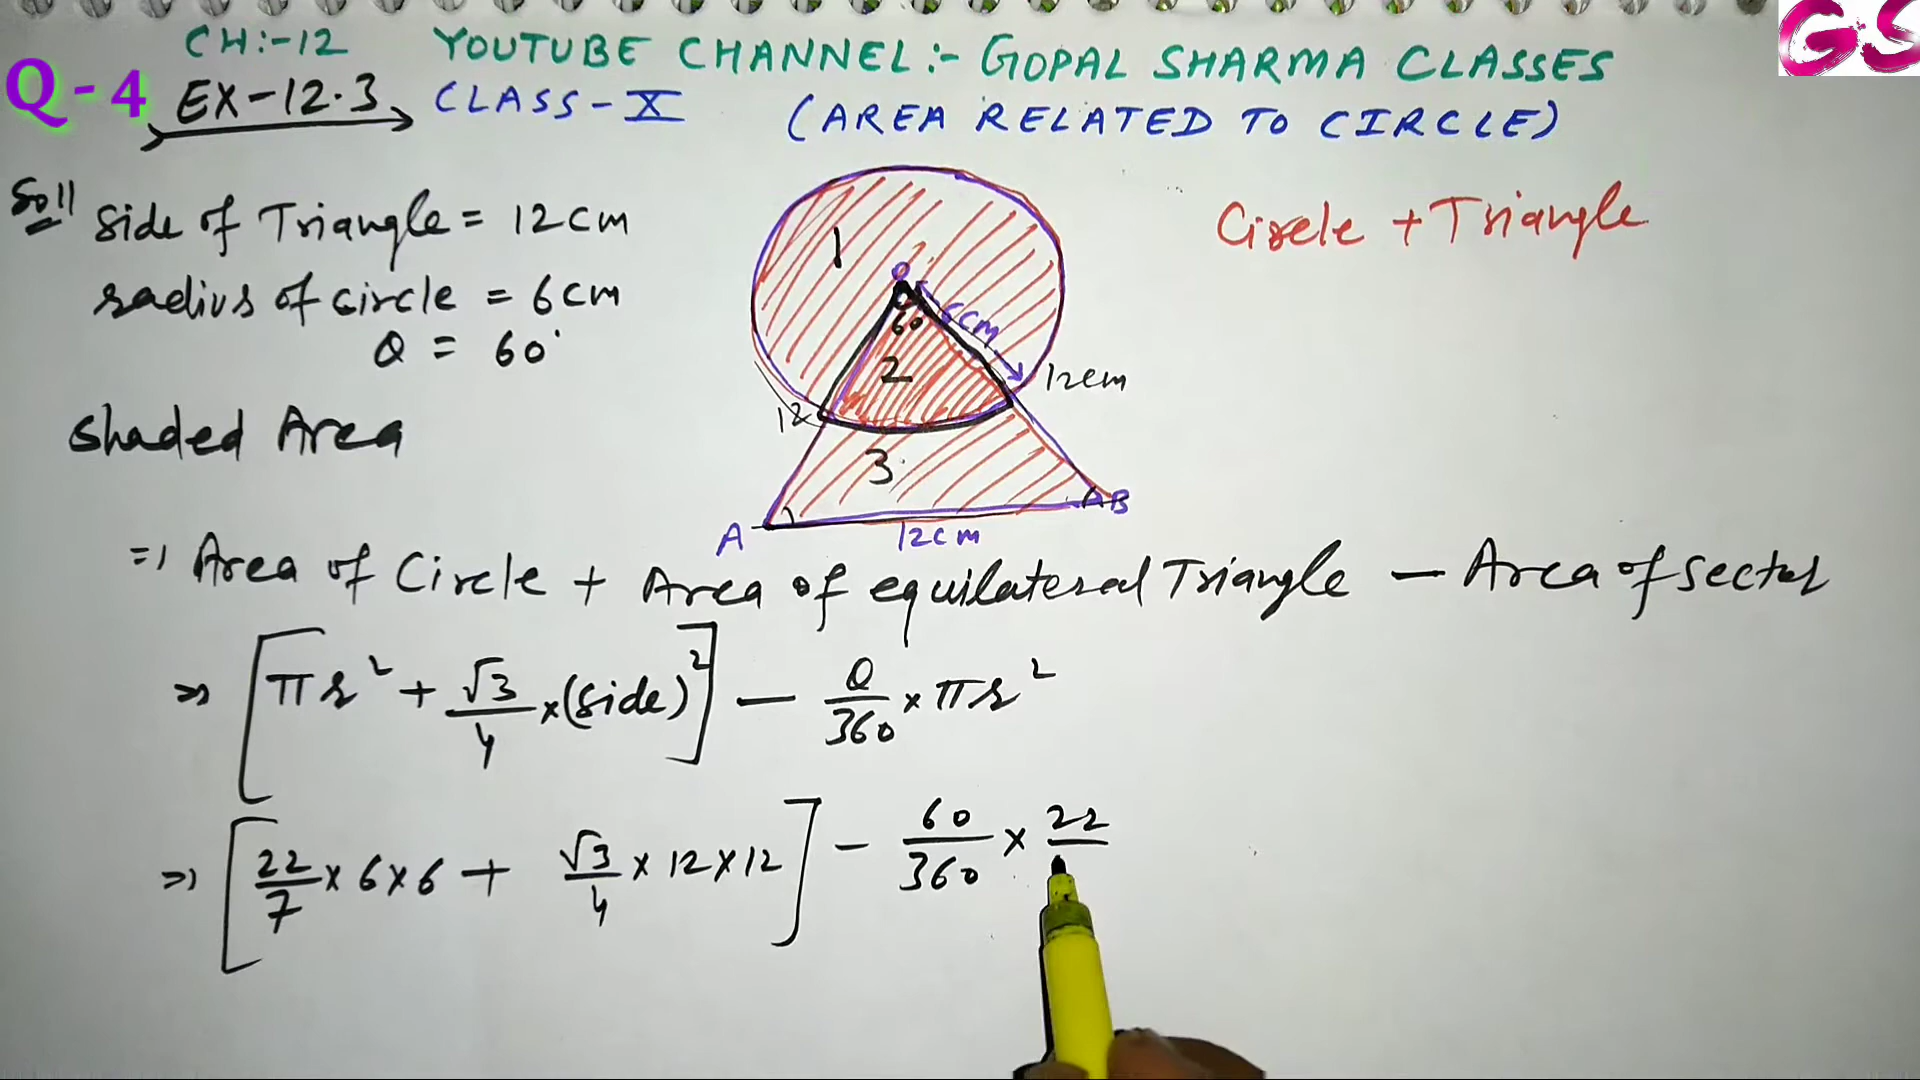 CH:-12 YOUTUBE CHANNEL:- GOPAL SHARMA CLASSES
GS
Q-4 EX-12.3 CLASS-X (AREA RELATED TO CIRCLE)
Soll Side of Triangle = 12cm
radius of circle = 6cm
θ = 60°
Circle + Triangle
1
O
60
6cm
2
12cm
12
3
A B
12cm
Shaded Area
=> Area of Circle + Area of equilateral Triangle - Area of sector
=> [πr² + √3/4 × (side)²] - θ/360 × πr²
=> [22/7 × 6×6 + √3/4 × 12×12] - 60/360 × 22